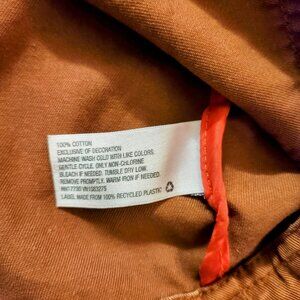 100% COTTON
EXCLUSIVE OF DECORATION
MACHINE WASH COLD WITH LIKE COLORS,
GENTLE CYCLE. ONLY NON-CHLORINE
BLEACH IF NEEDED. TUMBLE DRY LOW.
REMOVE PROMPTLY. WARM IRON IF NEEDED.
LABEL MADE FROM 100% RECYCLED PLASTIC